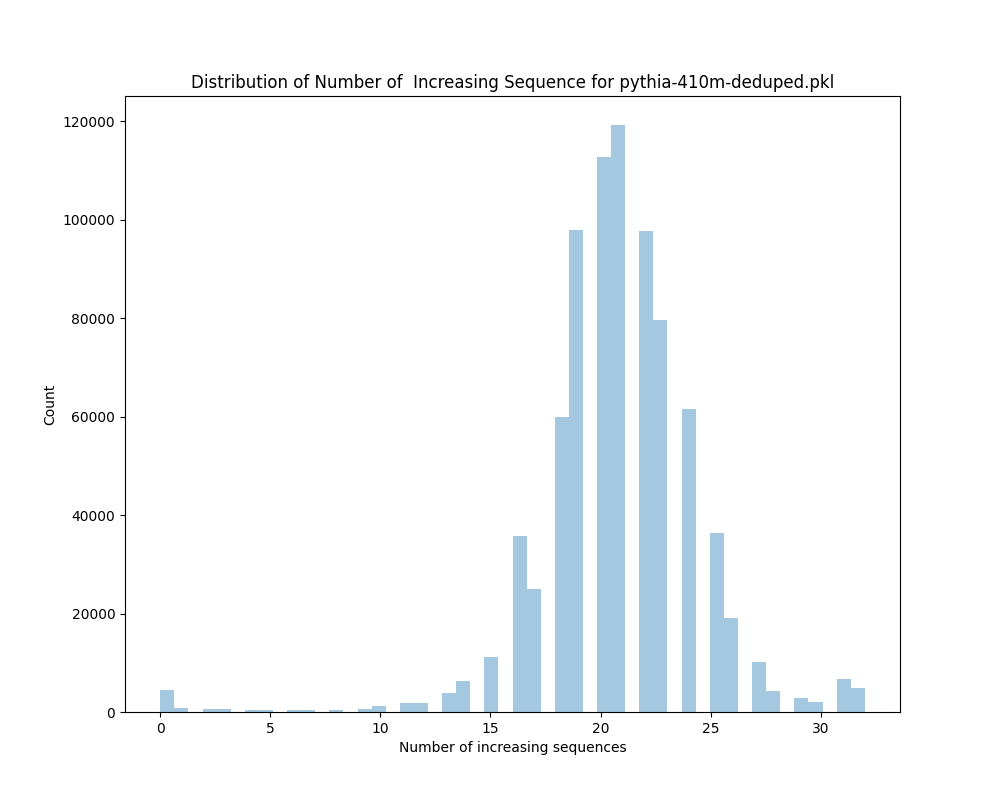 Distribution of Number of  Increasing Sequence for pythia-410m-deduped.pkl
120000
100000
80000
60000
40000
20000
0
Count
0 5 10 15 20 25 30
Number of increasing sequences